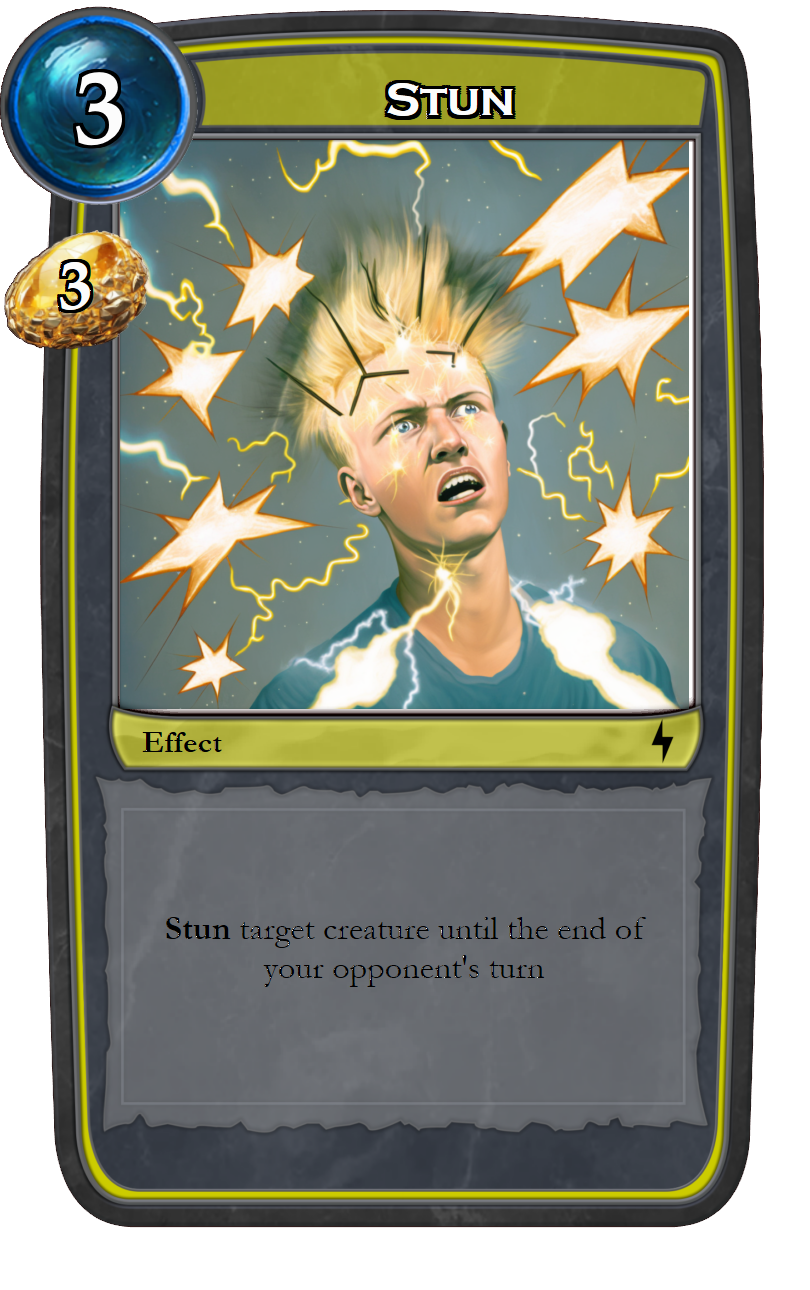 3
Stun
3
Effect
Stun target creature until the end of
your opponent's turn